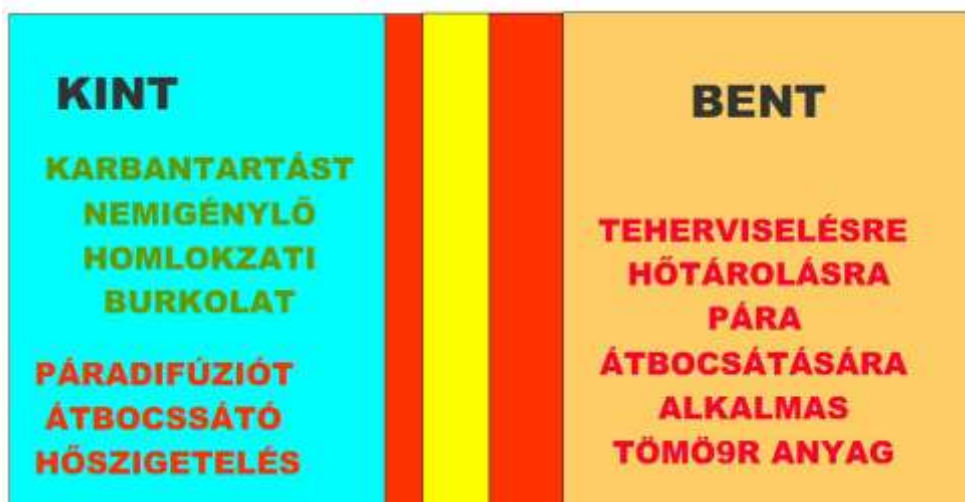 KINT
KARBANTARTÁST
NEMIGÉNYLŐ
HOMLOKZATI
BURKOLAT
PÁRADIFÚZIÓT
ÁTBOCSSÁTÓ
HŐSZIGETELÉS
BENT
TEHERVISELÉSRE
HŐTÁROLÁSRA
PÁRA
ÁTBOCSÁTÁSÁRA
ALKALMAS
TÖMÖ9R ANYAG